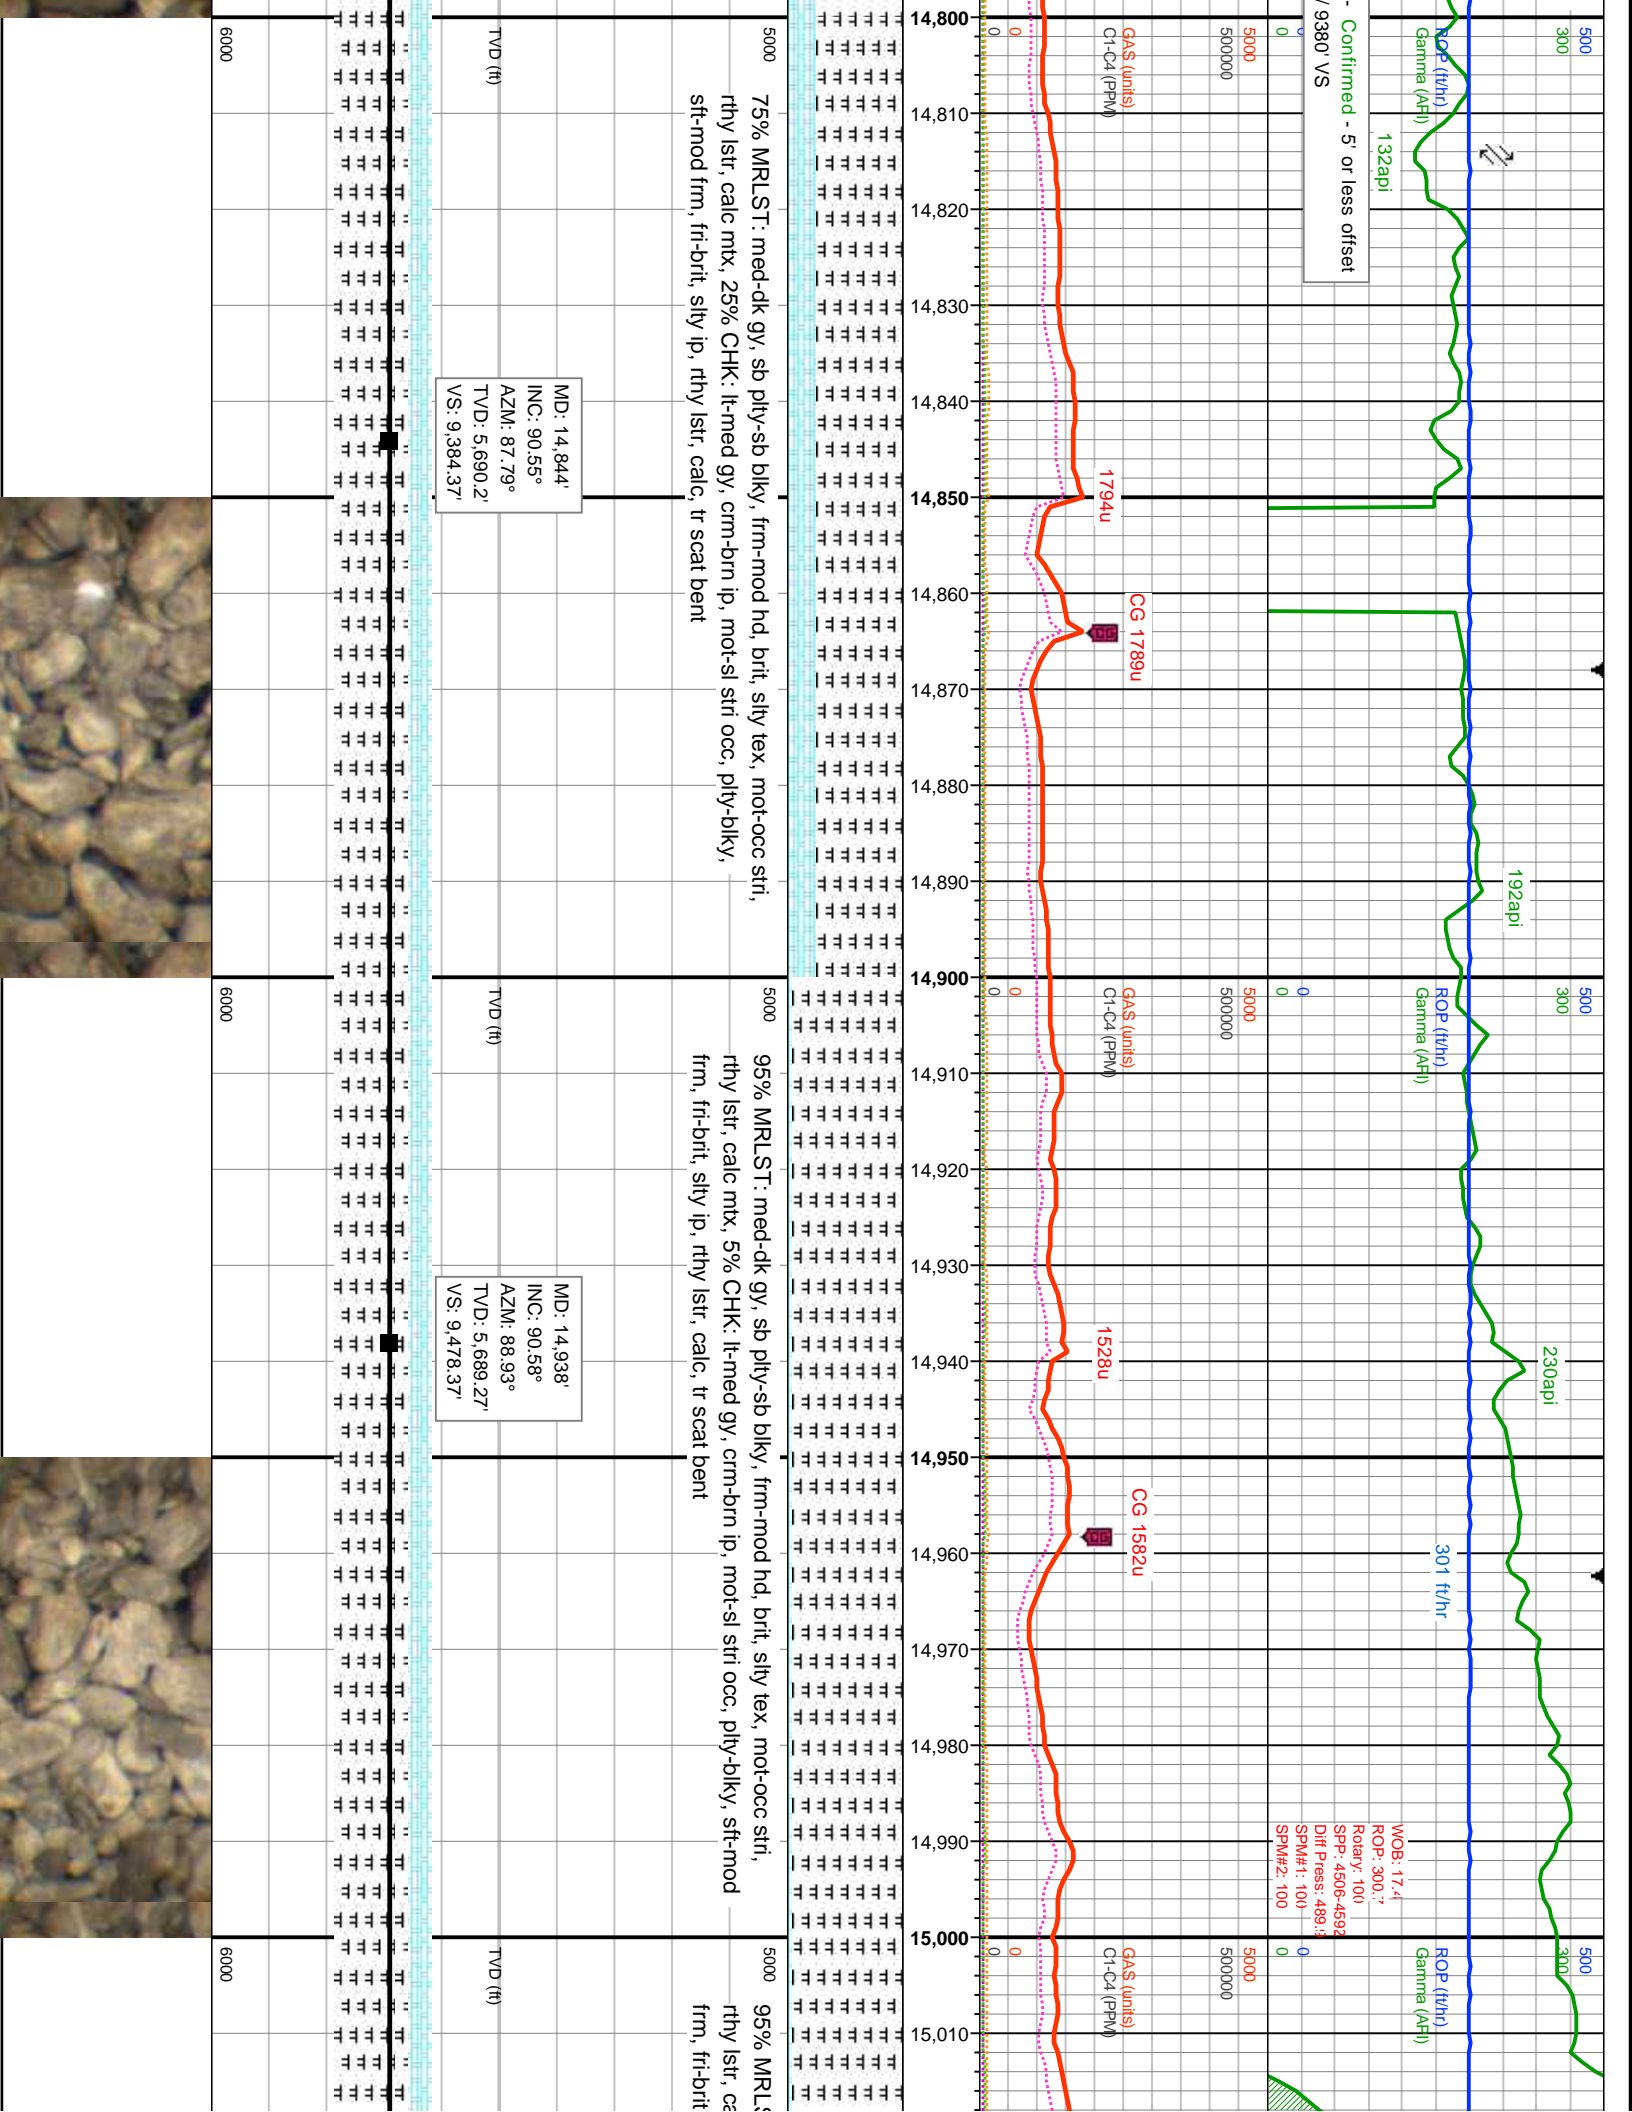 - Confirmed - 5' or less offset
/ 9380' VS
500
300
ROP (ft/hr)
Gamma (API)
0
0
132api
5000
500000
GAS (units)
C1-C4 (PPM)
0
0
14,800
14,810
14,820
14,830
14,840
14,850
14,860
14,870
14,880
14,890
14,900
14,910
14,920
14,930
14,940
14,950
14,960
14,970
14,980
14,990
15,000
15,010
1794u
CG 1789u
CG
192api
5000
TVD (ft)
6000
75% MRLST: med-dk gy, sb plty-sb blky, frm-mod hd, brit, slty tex, mot-occ stri,
rthy lstr, calc mtx, 25% CHK: lt-med gy, crm-brn ip, mot-sl stri occ, plty-blky,
sft-mod frm, fri-brit, slty ip, rthy lstr, calc, tr scat bent
MD: 14,844'
INC: 90.55°
AZM: 87.79°
TVD: 5,690.2'
VS: 9,384.37'
500
300
ROP (ft/hr)
Gamma (API)
0
0
5000
500000
GAS (units)
C1-C4 (PPM)
0
0
230api
301 ft/hr
1528u
CG 1582u
CG
WOB: 17.4
ROP: 300.7
Rotary: 100
SPP: 4506-4592
Diff Press: 489.9
SPM#1: 100
SPM#2: 100
5000
TVD (ft)
6000
95% MRLST: med-dk gy, sb plty-sb blky, frm-mod hd, brit, slty tex, mot-occ stri,
rthy lstr, calc mtx, 5% CHK: lt-med gy, crm-brn ip, mot-sl stri occ, plty-blky, sft-mod
frm, fri-brit, slty ip, rthy lstr, calc, tr scat bent
MD: 14,938'
INC: 90.58°
AZM: 88.93°
TVD: 5,689.27'
VS: 9,478.37'
500
300
ROP (ft/hr)
Gamma (API)
0
0
5000
500000
GAS (units)
C1-C4 (PPM)
0
0
5000
TVD (ft)
6000
95% MRLS
rthy lstr, ca
frm, fri-brit